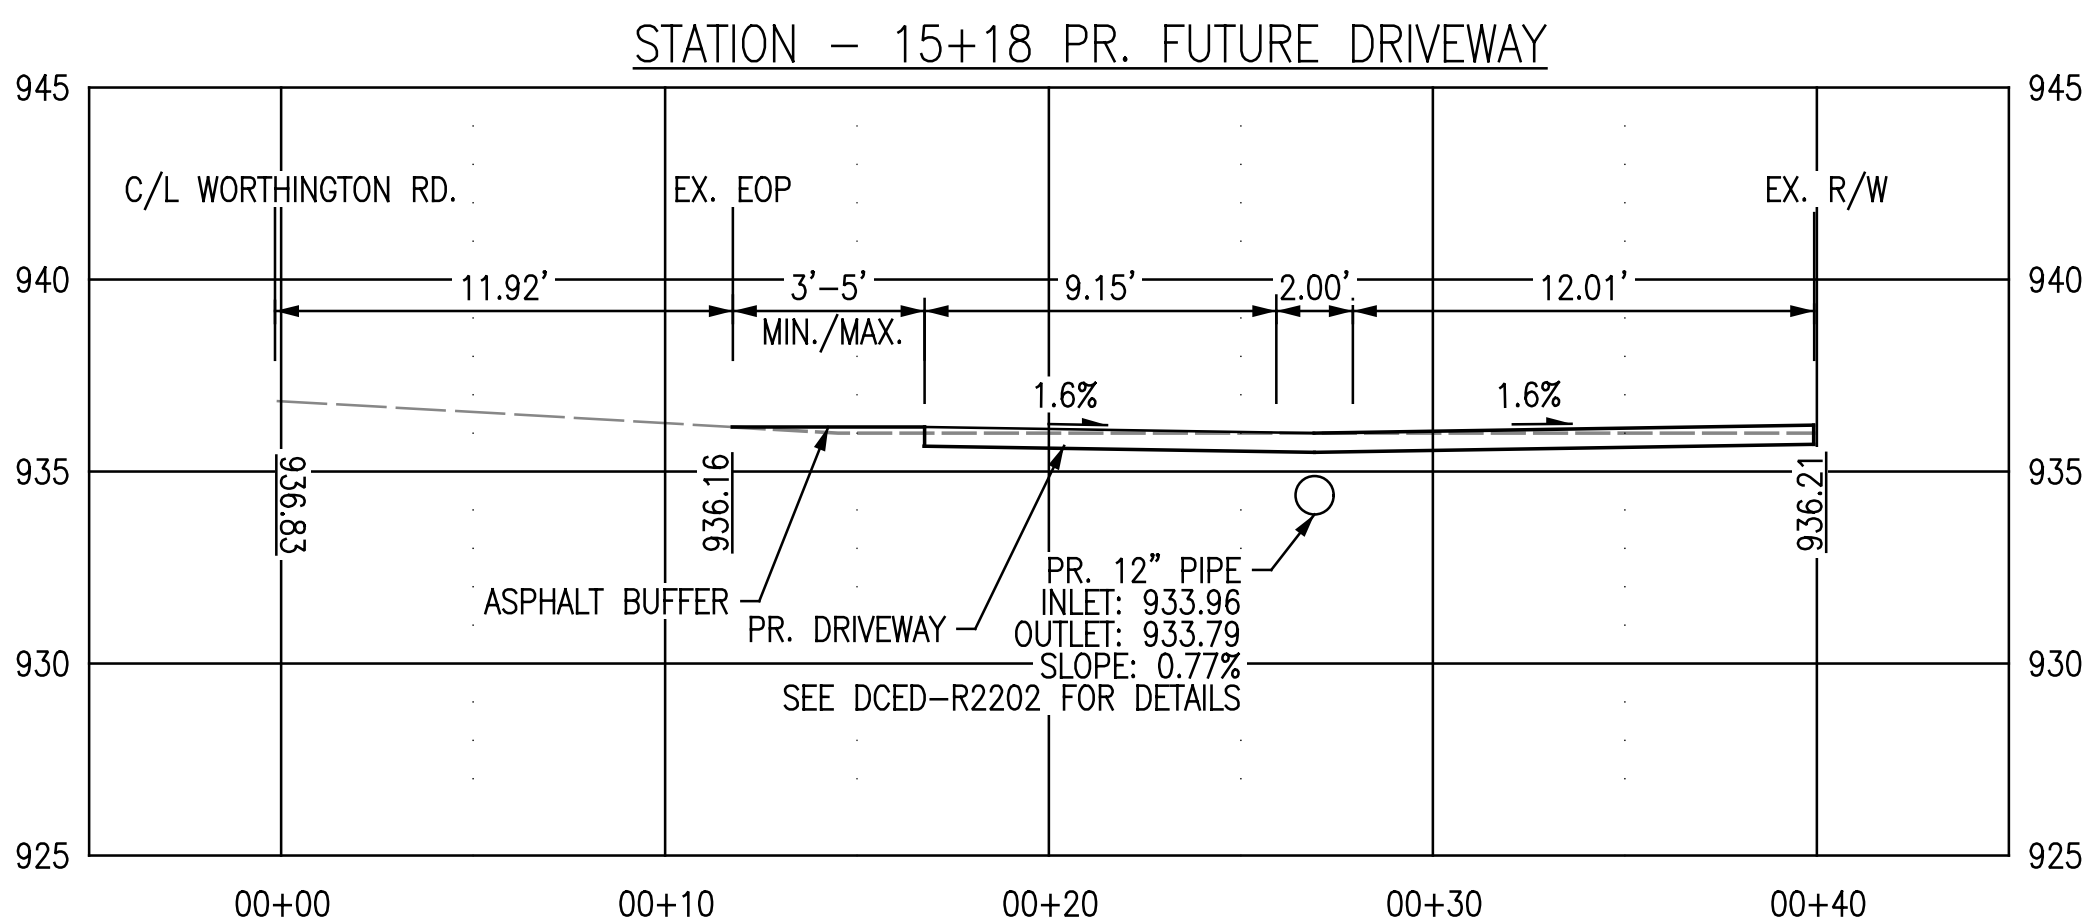 STATION - 15+18 PR. FUTURE DRIVEWAY
945
945
C/L WORTHINGTON RD.
EX. EOP
EX. R/W
940
940
11.92'
3'-5'
9.15'
2.00'
12.01'
MIN./MAX.
1.6%
1.6%
935
935
936.83
936.16
936.21
PR. 12" PIPE
INLET: 933.96
OUTLET: 933.79
SLOPE: 0.77%
SEE DCED-R2202 FOR DETAILS
ASPHALT BUFFER
PR. DRIVEWAY
930
930
925
925
00+00
00+10
00+20
00+30
00+40